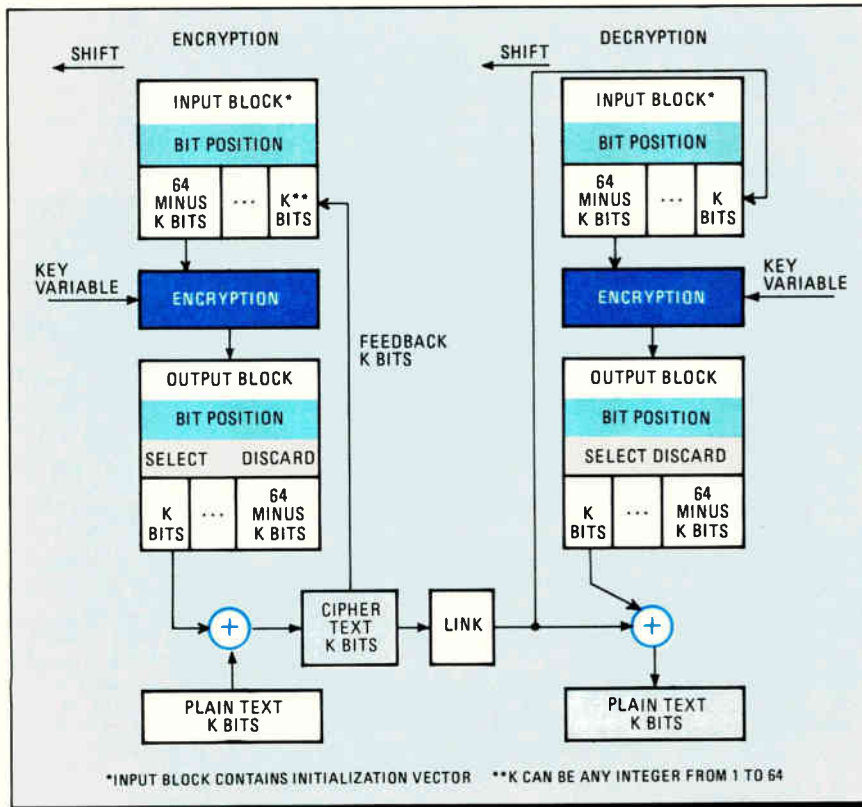 ENCRYPTION
SHIFT
INPUT BLOCK*
BIT POSITION
64
MINUS
K BITS
...
K**
BITS
KEY
VARIABLE
ENCRYPTION
FEEDBACK
K BITS
OUTPUT BLOCK
BIT POSITION
SELECT DISCARD
K
BITS
...
64
MINUS
K BITS
+
CIPHER
TEXT
K BITS
LINK
PLAIN TEXT
K BITS
DECRYPTION
SHIFT
INPUT BLOCK*
BIT POSITION
64
MINUS
K BITS
...
K
BITS
KEY
VARIABLE
ENCRYPTION
OUTPUT BLOCK
BIT POSITION
SELECT DISCARD
K
BITS
...
64
MINUS
K BITS
+
PLAIN TEXT
K BITS
*INPUT BLOCK CONTAINS INITIALIZATION VECTOR **K CAN BE ANY INTEGER FROM 1 TO 64